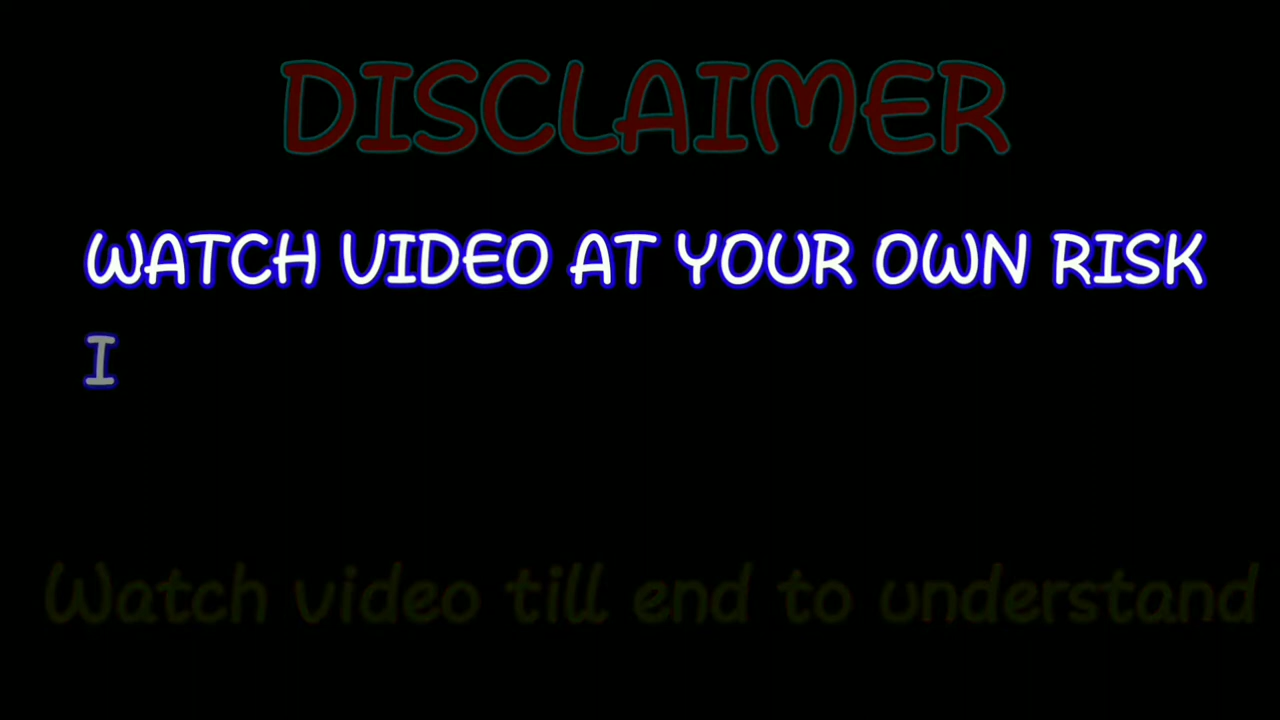 DISCLAIMER
WATCH VIDEO AT YOUR OWN RISK
I
Watch video till end to understand